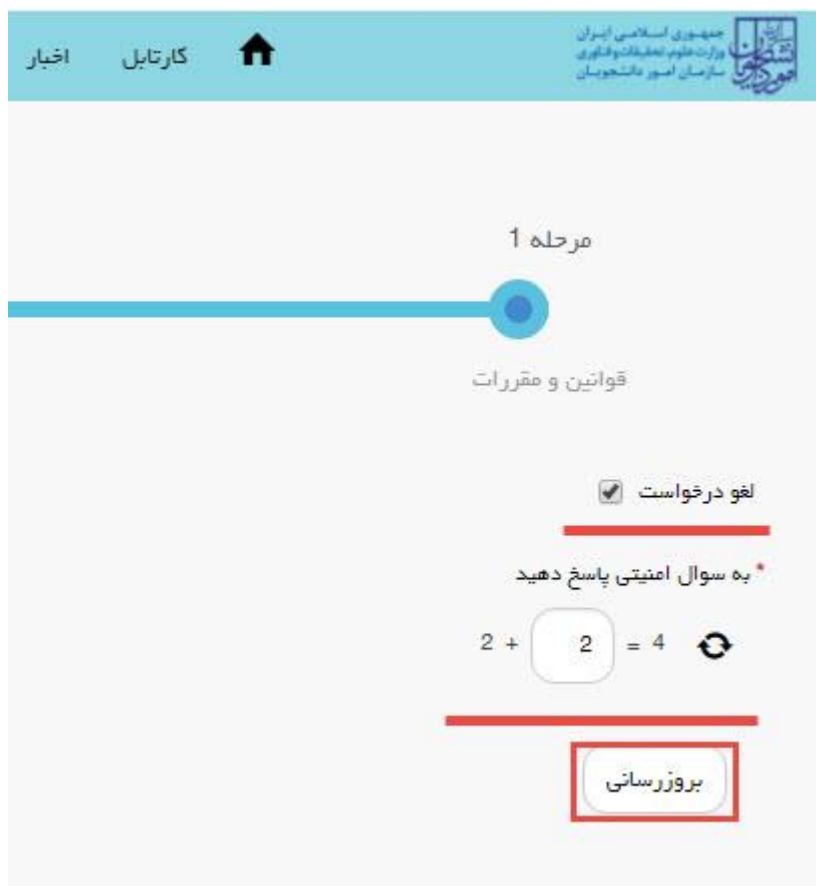 جمهوری اسلامی ایران
وزارت علوم، تحقیقات و فناوری
سازمان امور دانشجویان
کارتابل
اخبار
مرحله 1
قوانین و مقررات
لغو درخواست
* به سوال امنیتی پاسخ دهید
2 + 2 = 4
بروزرسانی